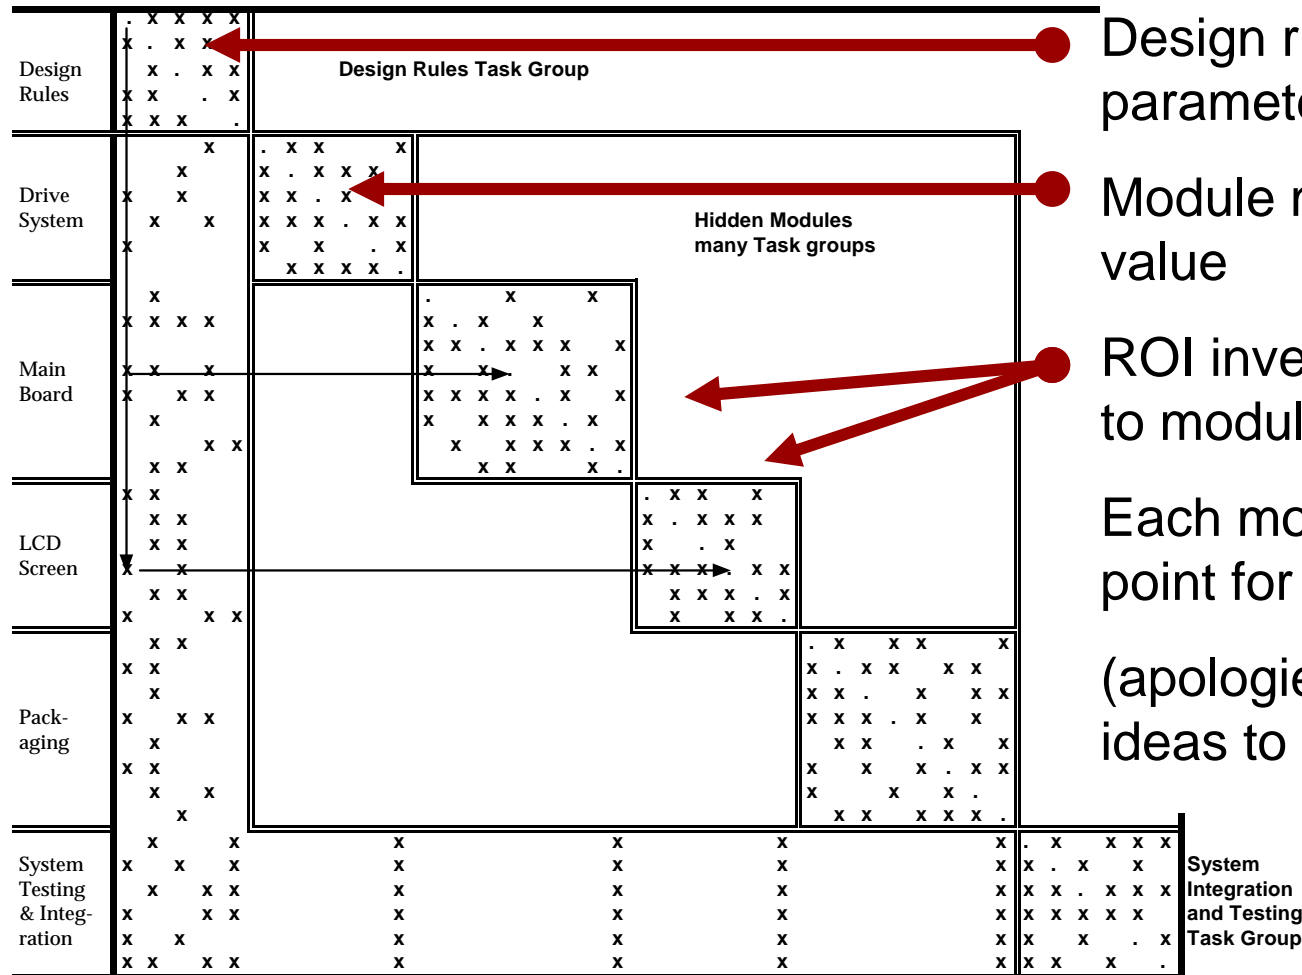 Design
Rules
Design Rules Task Group
Drive
System
Hidden Modules
many Task groups
Main
Board
LCD
Screen
Pack-
aging
System
Testing
& Integ-
ration
System
Integration
and Testing
Task Group
Design r
paramete
Module r
value
ROI inve
to modul
Each mo
point for
(apologie
ideas to